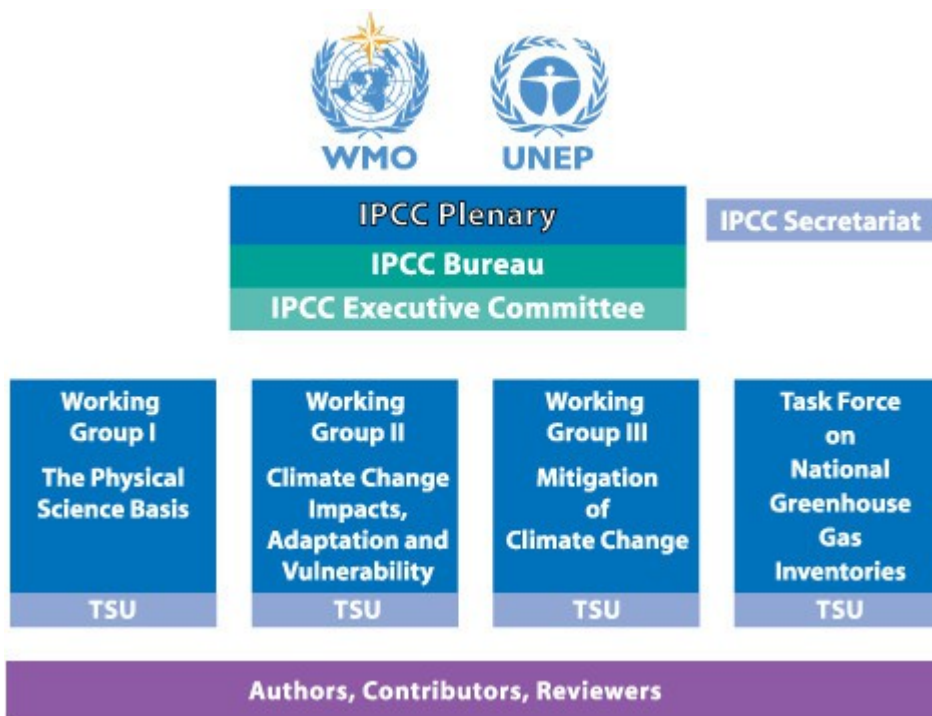 WMO
UNEP
IPCC Plenary
IPCC Secretariat
IPCC Bureau
IPCC Executive Committee
Working
Group I
The Physical
Science Basis
TSU
Working
Group II
Climate Change
Impacts,
Adaptation and
Vulnerability
TSU
Working
Group III
Mitigation
of
Climate Change
TSU
Task Force
on
National
Greenhouse
Gas
Inventories
TSU
Authors, Contributors, Reviewers